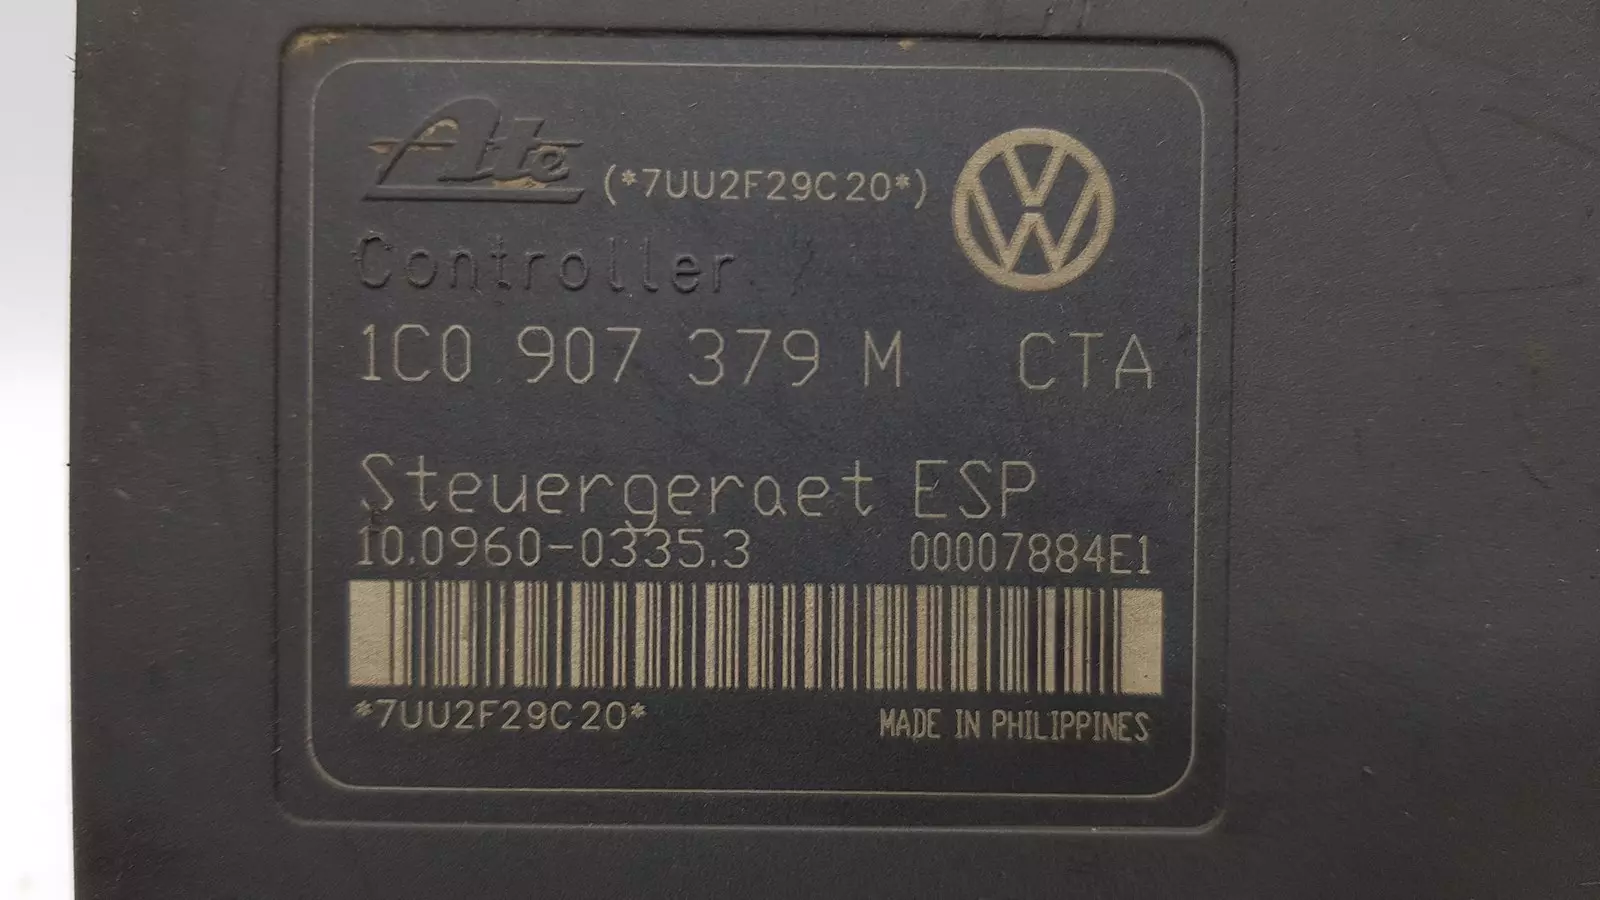 Ate (*7UU2F29C20*)
Controller
1C0 907 379 M CTA
Steuergeraet ESP
10.0960-0335.3 00007884E1
*7UU2F29C20* MADE IN PHILIPPINES